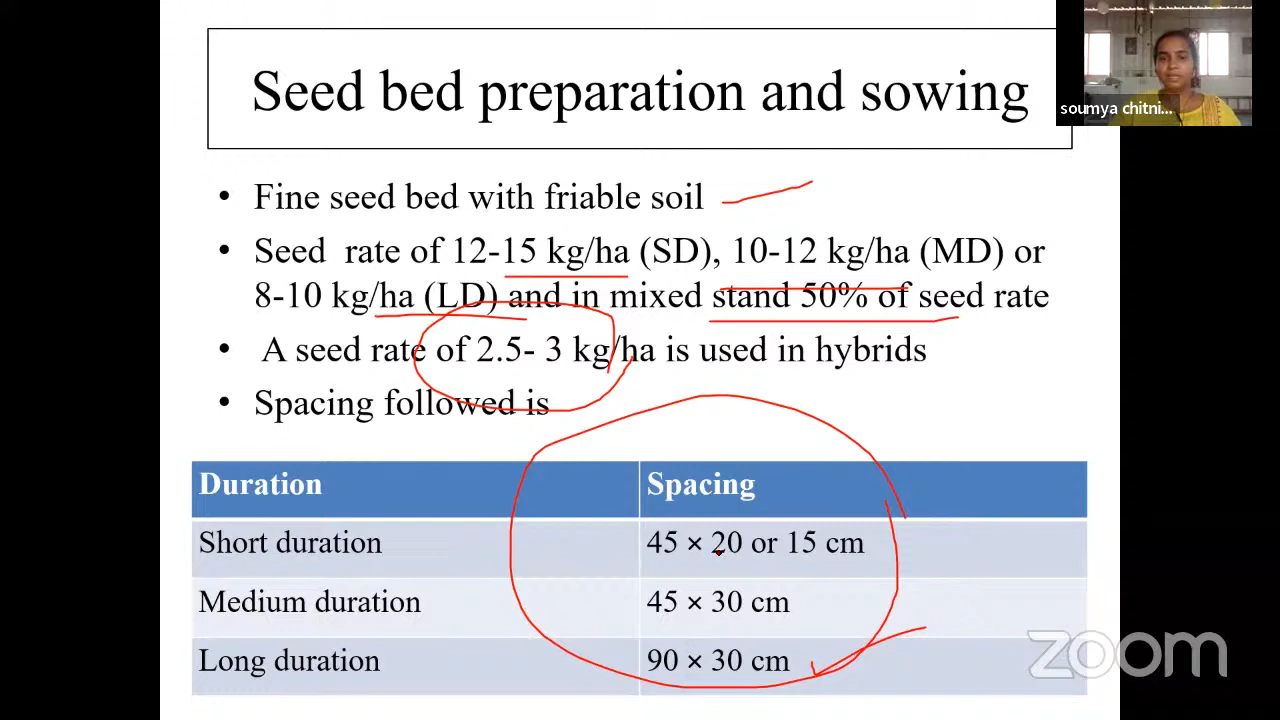 Seed bed preparation and sowing
soumya chitni...
• Fine seed bed with friable soil
• Seed rate of 12-15 kg/ha (SD), 10-12 kg/ha (MD) or
8-10 kg/ha (LD) and in mixed stand 50% of seed rate
• A seed rate of 2.5- 3 kg/ha is used in hybrids
• Spacing followed is
Duration Spacing
Short duration 45 × 20 or 15 cm
Medium duration 45 × 30 cm
Long duration 90 × 30 cm
zoom